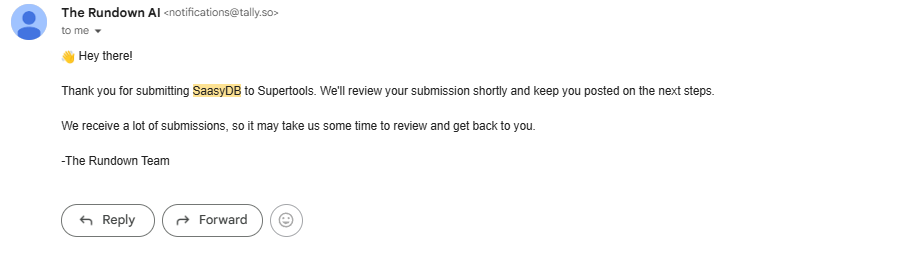 The Rundown AI <notifications@tally.so>
to me
👋 Hey there!
Thank you for submitting SaasyDB to Supertools. We'll review your submission shortly and keep you posted on the next steps.
We receive a lot of submissions, so it may take us some time to review and get back to you.
-The Rundown Team
Reply Forward